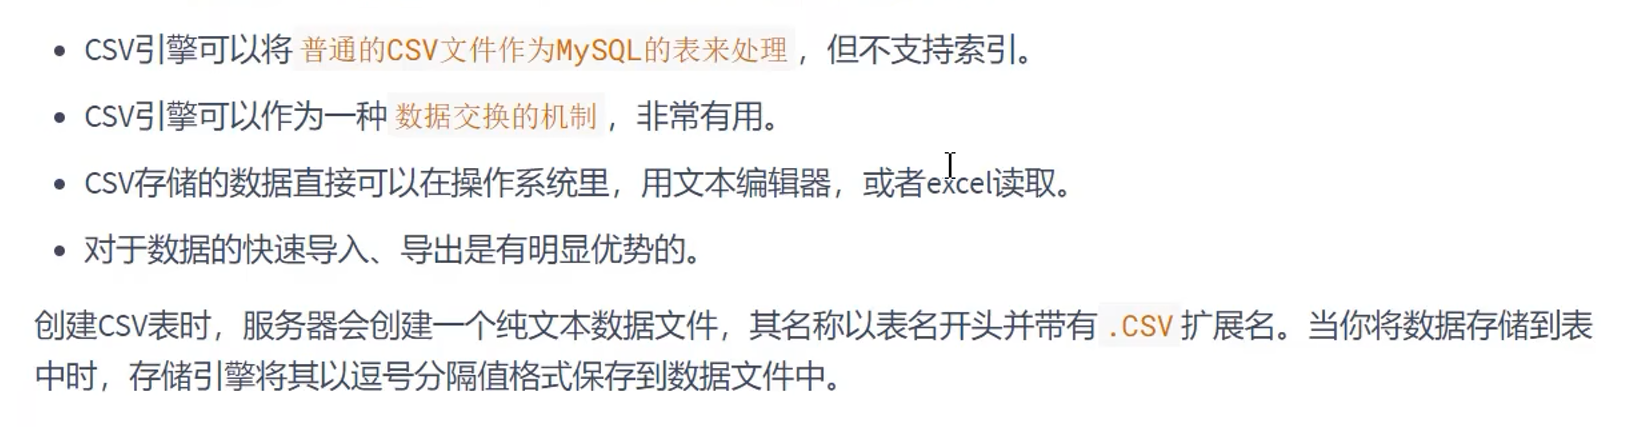 CSV引擎可以将 普通的CSV文件作为MySQL的表来处理 ，但不支持索引。
CSV引擎可以作为一种 数据交换的机制 ，非常有用。
CSV存储的数据直接可以在操作系统里，用文本编辑器，或者excel读取。
对于数据的快速导入、导出是有明显优势的。
创建CSV表时，服务器会创建一个纯文本数据文件，其名称以表名开头并带有 .CSV 扩展名。当你将数据存储到表
中时，存储引擎将其以逗号分隔值格式保存到数据文件中。